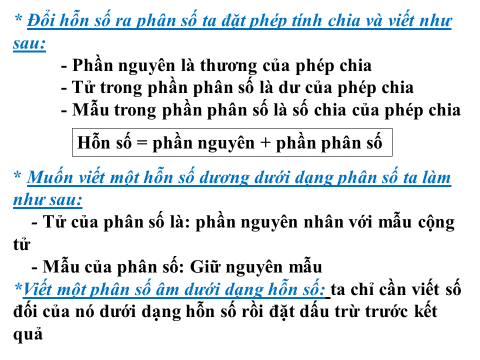 * Đổi hỗn số ra phân số ta đặt phép tính chia và viết như
sau:
- Phần nguyên là thương của phép chia
- Tử trong phần phân số là dư của phép chia
- Mẫu trong phần phân số là số chia của phép chia
Hỗn số = phần nguyên + phần phân số
* Muốn viết một hỗn số dương dưới dạng phân số ta làm
như sau:
- Tử của phân số là: phần nguyên nhân với mẫu cộng
tử
- Mẫu của phân số: Giữ nguyên mẫu
*Viết một phân số âm dưới dạng hỗn số: ta chỉ cần viết số
đối của nó dưới dạng hỗn số rồi đặt dấu trừ trước kết
quả